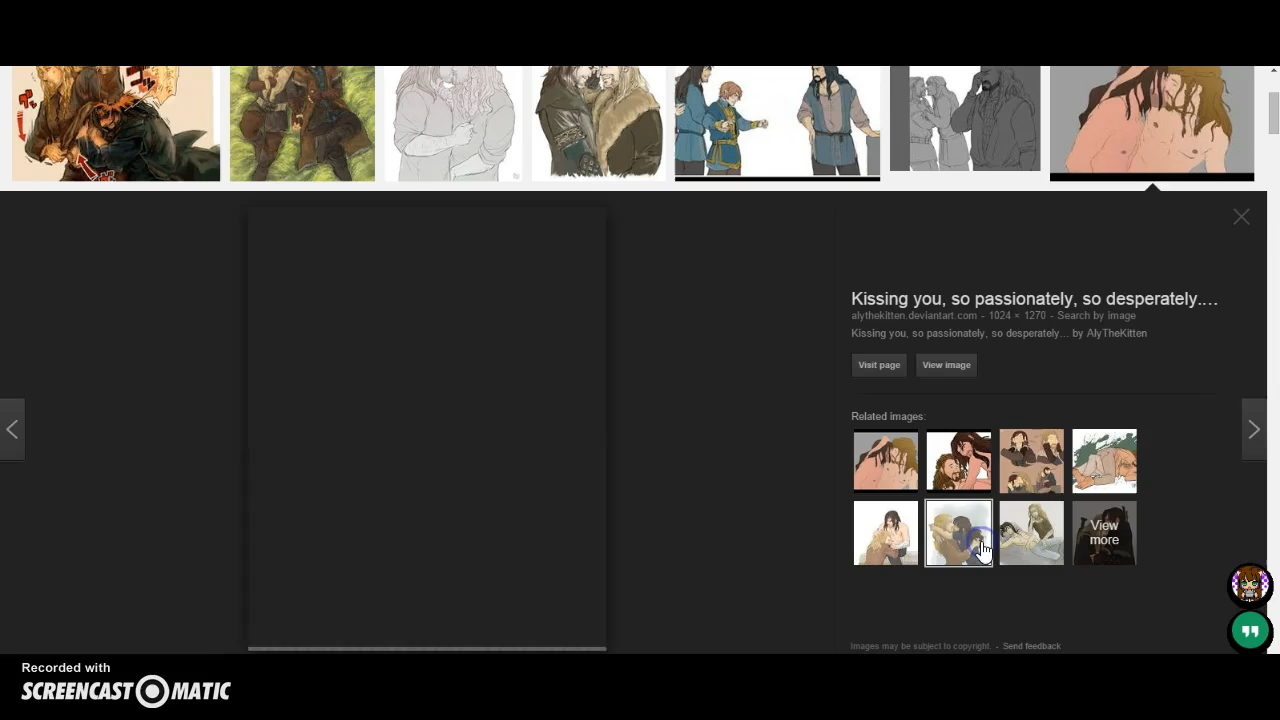 Kissing you, so passionately, so desperately....
alythekitten.deviantart.com - 1024 × 1270 - Search by image
Kissing you, so passionately, so desperately... by AlyTheKitten
Visit page
View image
Related images:
View
more
Images may be subject to copyright. - Send feedback
Recorded with
SCREENCAST MATIC